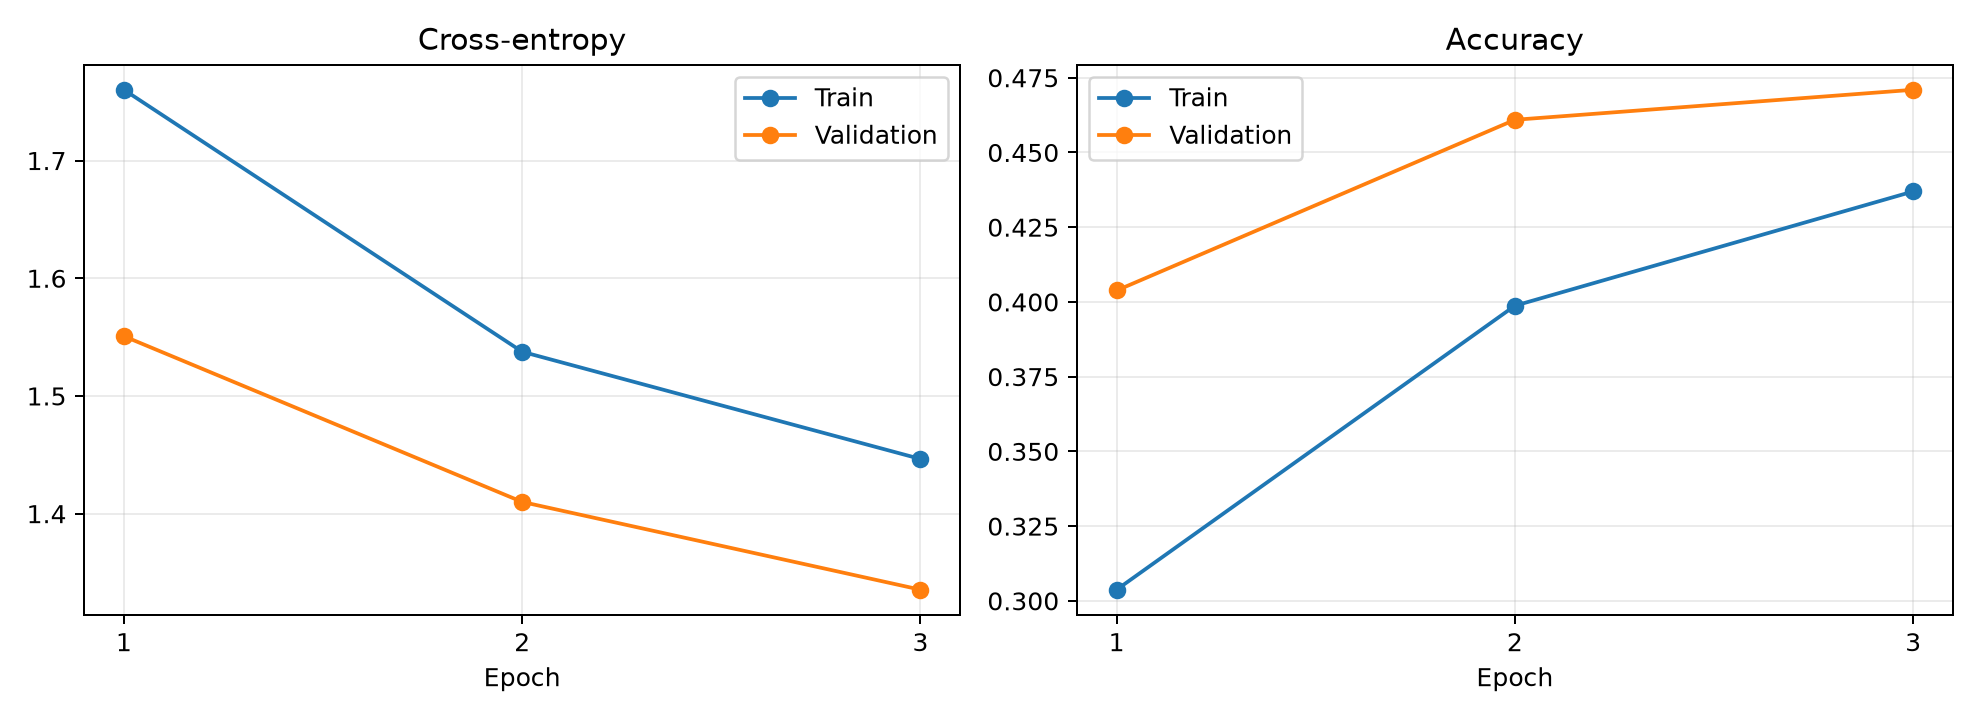 Cross-entropy
Train
Validation
1.7
1.6
1.5
1.4
1 2 3
Epoch
Accuracy
Train
Validation
0.475
0.450
0.425
0.400
0.375
0.350
0.325
0.300
1 2 3
Epoch